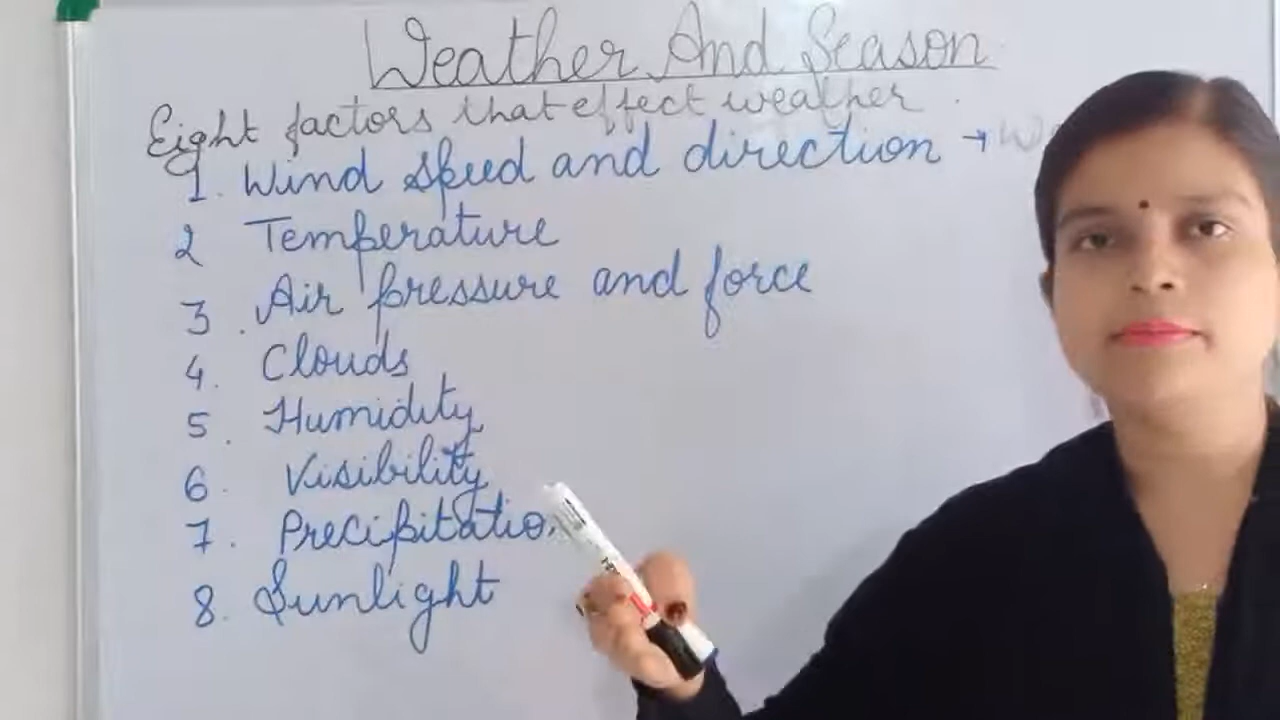 Weather And Season
Eight factors that effect weather.
1. Wind speed and direction →
2 Temperature
3. Air pressure and force
4. Clouds
5. Humidity
6. Visibility
7. Precipitation
8. Sunlight